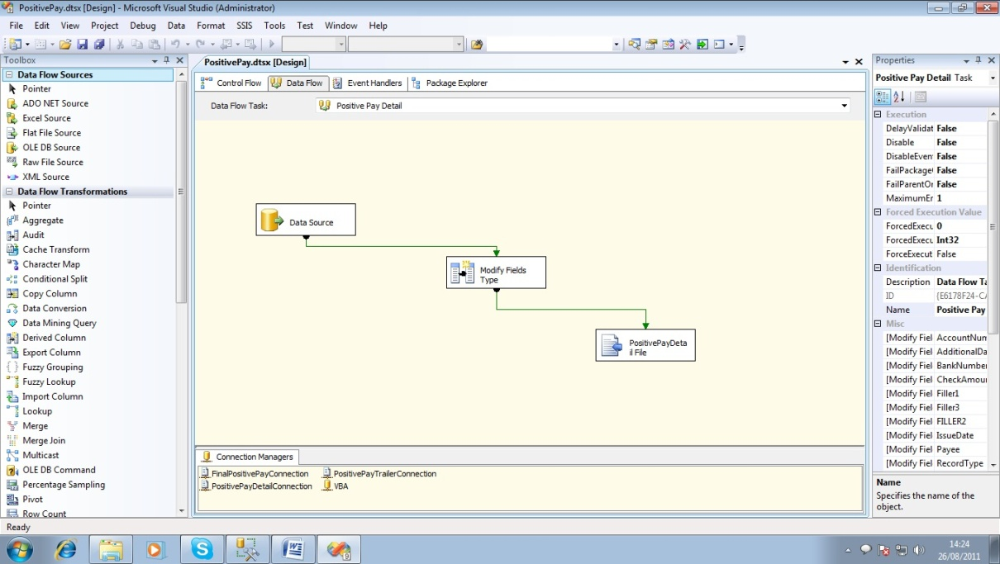 PositivePay.dtsx [Design] - Microsoft Visual Studio (Administrator)
File Edit View Project Debug Data Format SSIS Tools Test Window Help
Toolbox
Data Flow Sources
Pointer
ADO NET Source
Excel Source
Flat File Source
OLE DB Source
Raw File Source
XML Source
Data Flow Transformations
Pointer
Aggregate
Audit
Cache Transform
Character Map
Conditional Split
Copy Column
Data Conversion
Data Mining Query
Derived Column
Export Column
Fuzzy Grouping
Fuzzy Lookup
Import Column
Lookup
Merge
Merge Join
Multicast
OLE DB Command
Percentage Sampling
Pivot
Row Count
PositivePay.dtsx [Design]
Control Flow Data Flow Event Handlers Package Explorer
Data Flow Task: Positive Pay Detail
Data Source
Modify Fields
Type
PositivePayDeta
il File
Connection Managers
FinalPositivePayConnection PositivePayTrailerConnection
PositivePayDetailConnection VBA
Properties
Positive Pay Detail Task
Execution
DelayValidat False
Disable False
DisableEven False
FailPackage False
FailParentOr False
MaximumEr 1
Forced Execution Value
ForcedExecu 0
ForcedExecu Int32
ForceExecut False
Identification
Description Data Flow Ta
ID {E6178F24-CA
Name Positive Pay
Misc
[Modify Fiel AccountNum
[Modify Fiel AdditionalDa
[Modify Fiel BankNumber
[Modify Fiel CheckAmou
[Modify Fiel Filler1
[Modify Fiel Filler3
[Modify Fiel FILLER2
[Modify Fiel IssueDate
[Modify Fiel Payee
[Modify Fiel RecordType
Name
Specifies the name of the
object.
Ready
14:24
26/08/2011